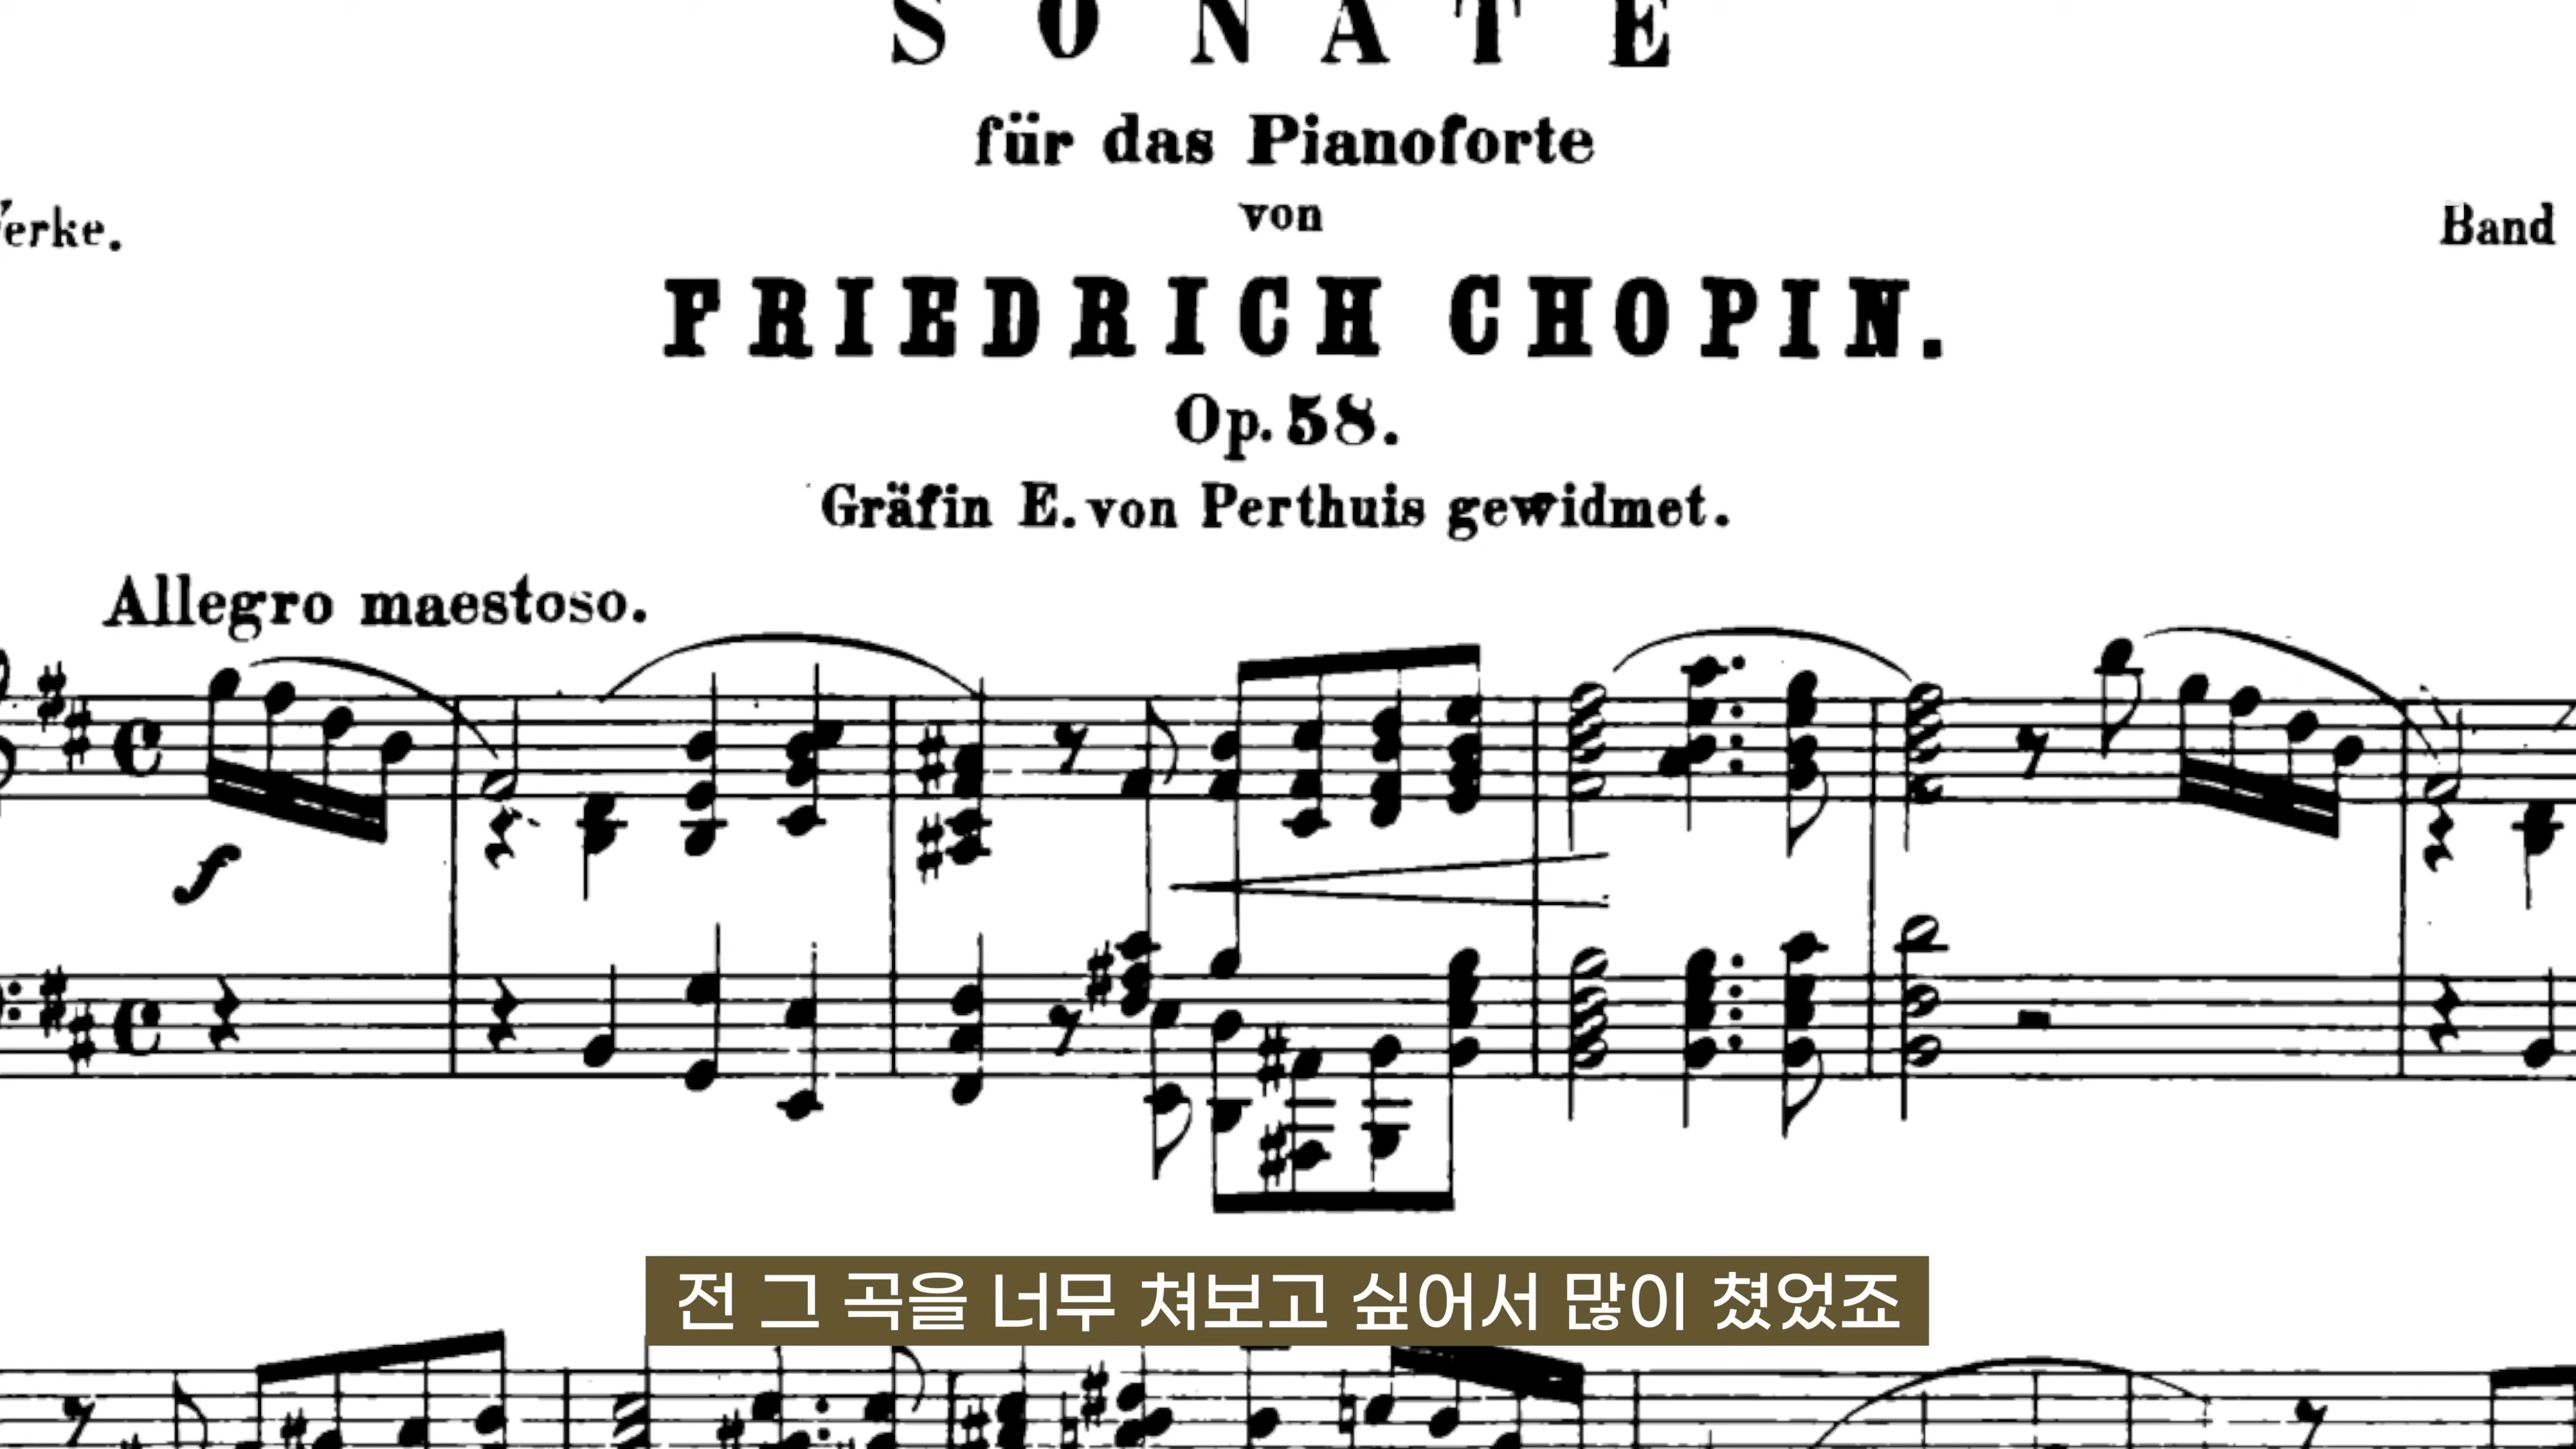 SONATE
für das Pianoforte
von
Band
FRIEDRICH CHOPIN.
Op. 58.
Gräfin E. von Perthuis gewidmet.
Allegro maestoso.
f
전 그 곡을 너무 쳐보고 싶어서 많이 쳤었죠